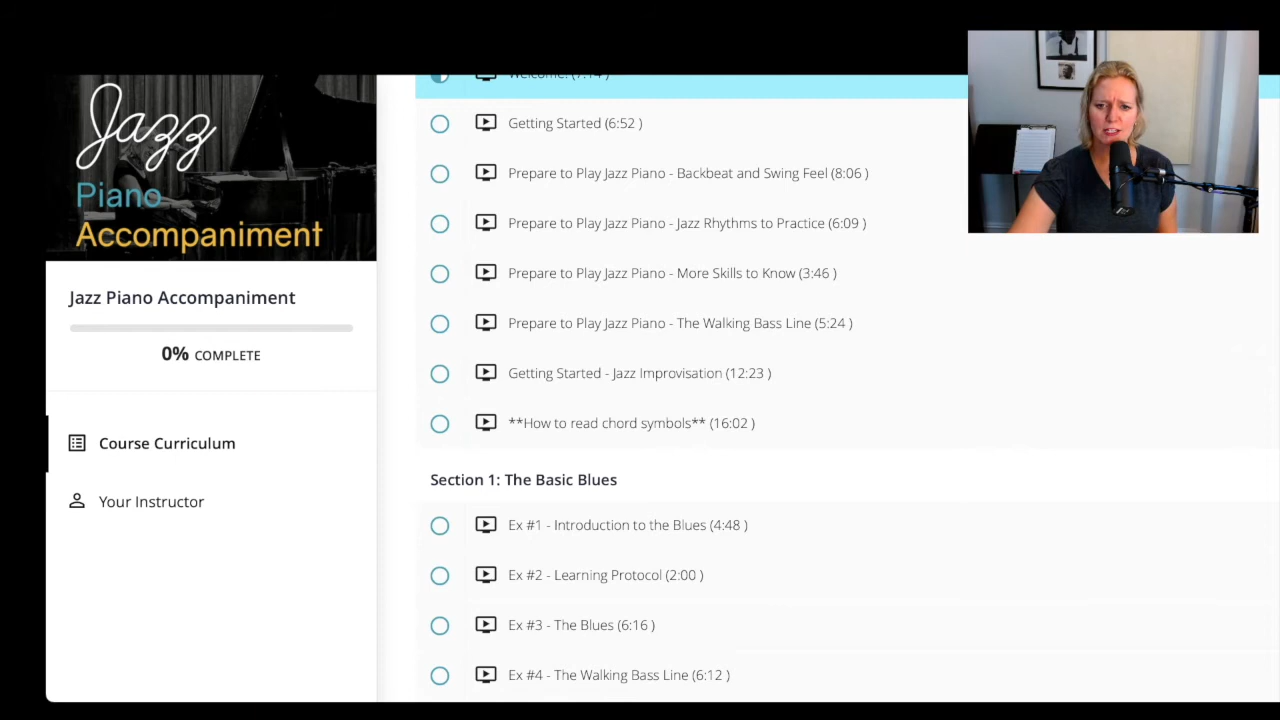 Jazz
Piano
Accompaniment
Jazz Piano Accompaniment
0% COMPLETE
Course Curriculum
Your Instructor
Welcome! (7:14 )
Getting Started (6:52 )
Prepare to Play Jazz Piano - Backbeat and Swing Feel (8:06 )
Prepare to Play Jazz Piano - Jazz Rhythms to Practice (6:09 )
Prepare to Play Jazz Piano - More Skills to Know (3:46 )
Prepare to Play Jazz Piano - The Walking Bass Line (5:24 )
Getting Started - Jazz Improvisation (12:23 )
**How to read chord symbols** (16:02 )
Section 1: The Basic Blues
Ex #1 - Introduction to the Blues (4:48 )
Ex #2 - Learning Protocol (2:00 )
Ex #3 - The Blues (6:16 )
Ex #4 - The Walking Bass Line (6:12 )